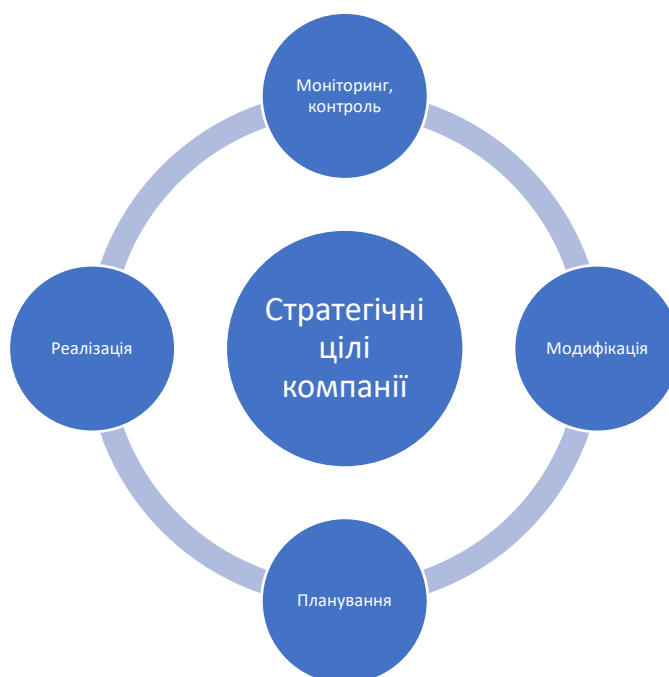 Моніторинг,
контроль
Стратегічні
цілі
компанії
Реалізація
Модифікація
Планування